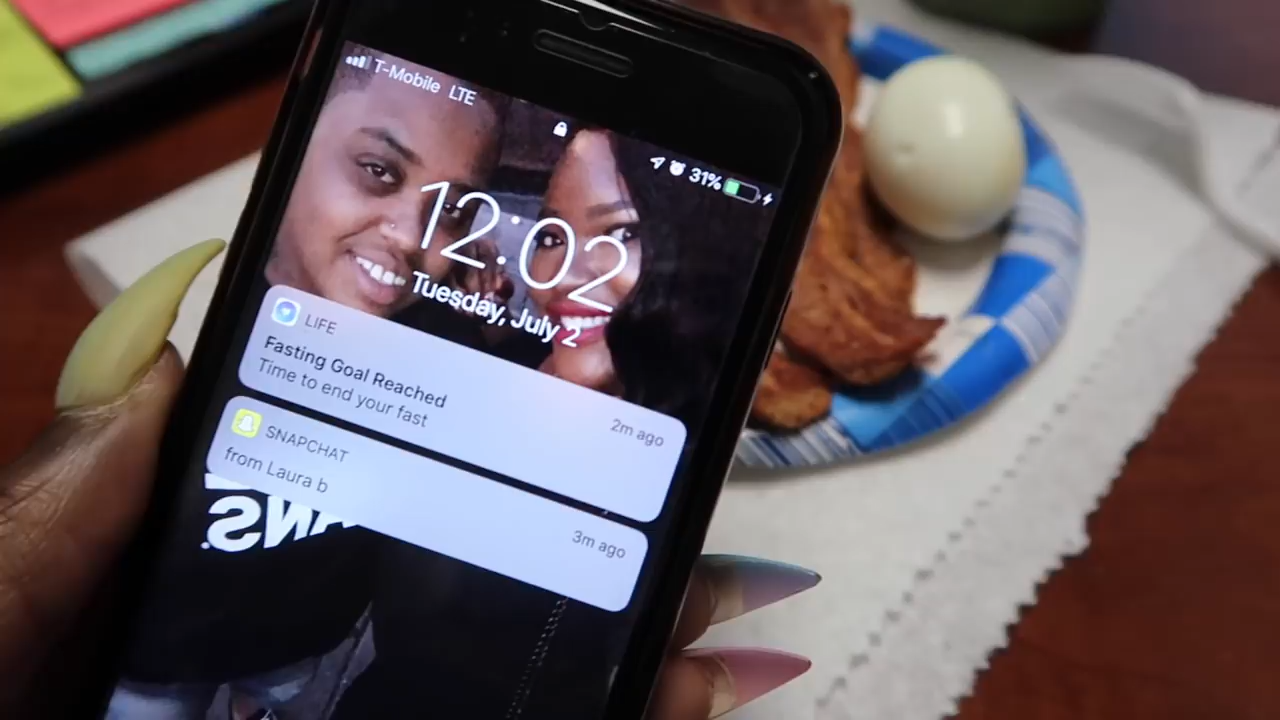 T-Mobile LTE
31%
12:02
Tuesday, July 2
LIFE
Fasting Goal Reached
Time to end your fast
2m ago
SNAPCHAT
from Laura b
3m ago